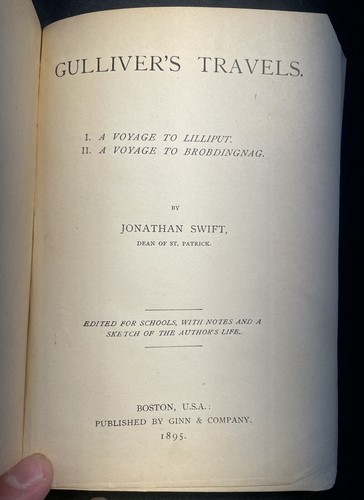 GULLIVER'S TRAVELS.
I. A VOYAGE TO LILLIPUT.
II. A VOYAGE TO BROBDINGNAG.
BY
JONATHAN SWIFT,
DEAN OF ST. PATRICK.
EDITED FOR SCHOOLS, WITH NOTES AND A
SKETCH OF THE AUTHOR'S LIFE.
BOSTON, U.S.A.:
PUBLISHED BY GINN & COMPANY.
1895.